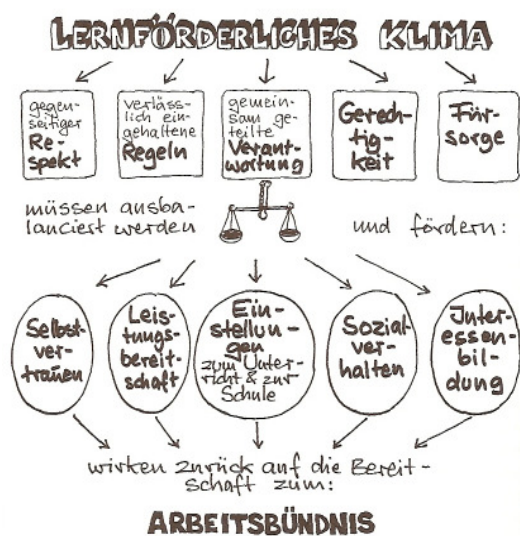 LERNFÖRDERLICHES KLIMA
gegen-
seitiger
Re-
spekt
verläss-
lich ein-
gehaltene
Regeln
gemein-
sam ge-
teilte
Verant-
wortung
Gerech-
tig-
keit
Für-
sorge
müssen ausba-
lanciert werden
und fördern:
Selbst-
ver-
trauen
Leis-
tungs-
bereit-
schaft
Ein-
stellun-
gen
zum Unter-
richt & zur
Schule
Sozial-
ver-
halten
Inter-
essen-
bil-
dung
wirken zurück auf die Bereit-
schaft zum:
ARBEITSBÜNDNIS